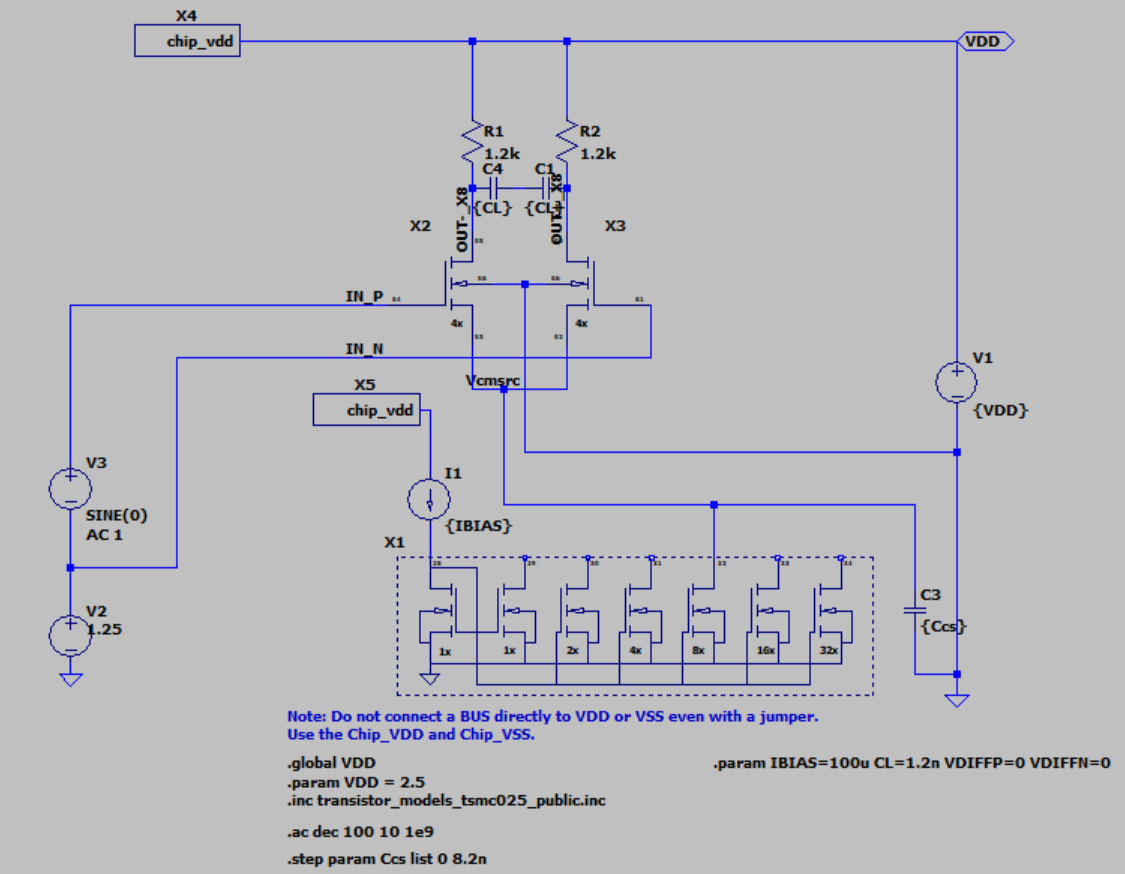 X4
chip_vdd
VDD
R1
1.2k
R2
1.2k
C4
{CL}
C1
{CL}
OUT-_X8
X2
X3
IN_P
4x
4x
IN_N
Vcmsrc
X5
chip_vdd
V1
{VDD}
V3
SINE(0)
AC 1
I1
{IBIAS}
X1
V2
1.25
C3
{Ccs}
1x
1x
2x
4x
8x
16x
32x
Note: Do not connect a BUS directly to VDD or VSS even with a jumper.
Use the Chip_VDD and Chip_VSS.
.global VDD
.param VDD = 2.5
.inc transistor_models_tsmc025_public.inc
.param IBIAS=100u CL=1.2n VDIFFP=0 VDIFFN=0
.ac dec 100 10 1e9
.step param Ccs list 0 8.2n